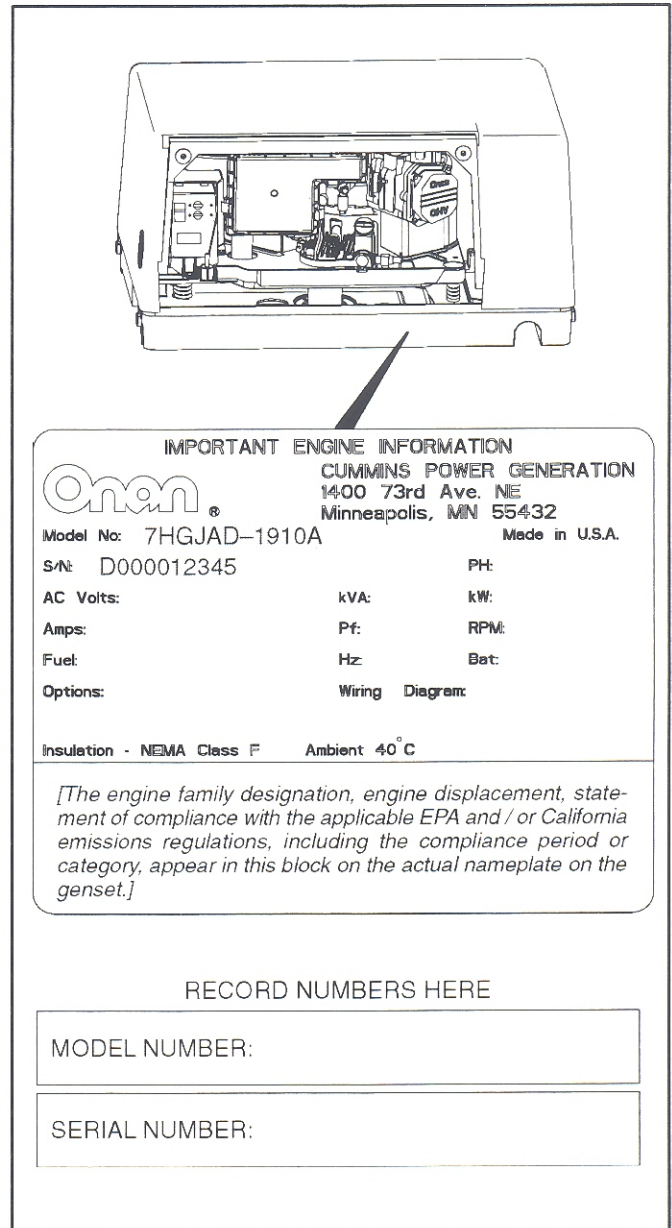 Onan
QHV
IMPORTANT ENGINE INFORMATION
Onan®
CUMMINS POWER GENERATION
1400 73rd Ave. NE
Minneapolis, MN 55432
Model No: 7HGJAD–1910A Made in U.S.A.
S/N: D000012345 PH:
AC Volts: kVA: kW:
Amps: Pf: RPM:
Fuel: Hz: Bat:
Options: Wiring Diagram:
Insulation - NEMA Class F Ambient 40°C
[The engine family designation, engine displacement, state-
ment of compliance with the applicable EPA and / or California
emissions regulations, including the compliance period or
category, appear in this block on the actual nameplate on the
genset.]
RECORD NUMBERS HERE
MODEL NUMBER:
SERIAL NUMBER: